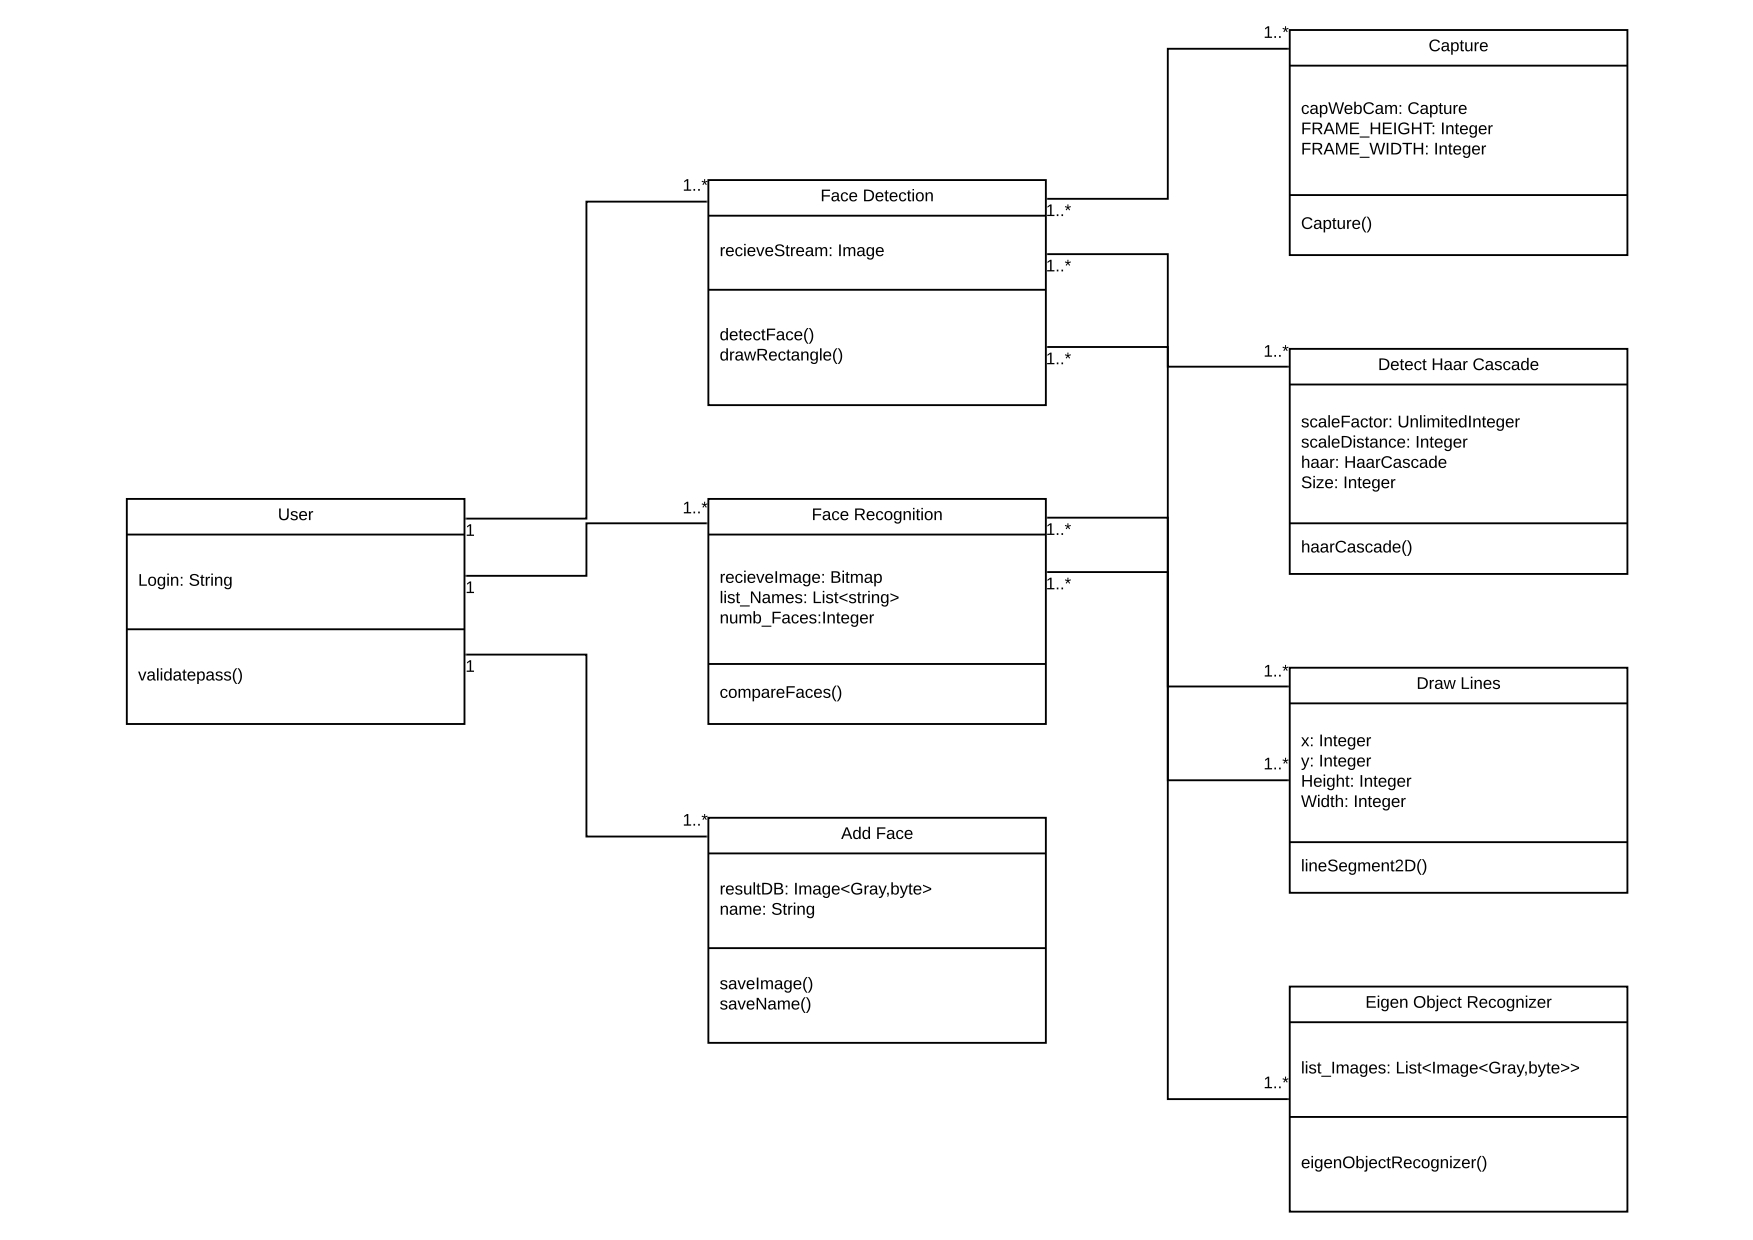 User
Login: String
validatepass()
1
1
1
1..*
Face Detection
recieveStream: Image
detectFace()
drawRectangle()
1..*
1..*
1..*
1..*
Face Recognition
recieveImage: Bitmap
list_Names: List<string>
numb_Faces:Integer
compareFaces()
1..*
1..*
1..*
Add Face
resultDB: Image<Gray,byte>
name: String
saveImage()
saveName()
1..*
Capture
capWebCam: Capture
FRAME_HEIGHT: Integer
FRAME_WIDTH: Integer
Capture()
1..*
Detect Haar Cascade
scaleFactor: UnlimitedInteger
scaleDistance: Integer
haar: HaarCascade
Size: Integer
haarCascade()
1..*
Draw Lines
x: Integer
y: Integer
1..*
Height: Integer
Width: Integer
lineSegment2D()
Eigen Object Recognizer
list_Images: List<Image<Gray,byte>>
1..*
eigenObjectRecognizer()